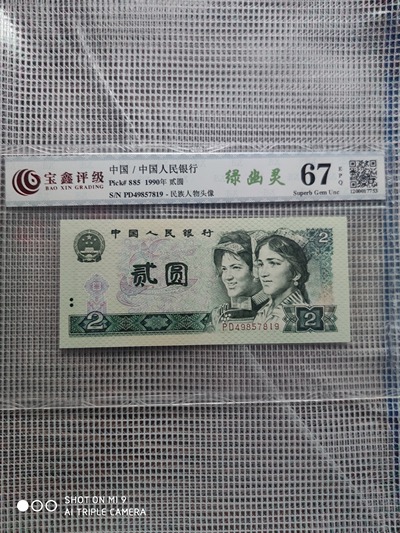 宝鑫评级
BAO XIN GRADING
中国 / 中国人民银行
Pick# 885 1990年 贰圆
S/N PD49857819 - 民族人物头像
绿幽灵
67 EPQ
Superb Gem Unc
中国人民银行
贰圆
2
2
2
PD49857819
SHOT ON MI 9
AI TRIPLE CAMERA